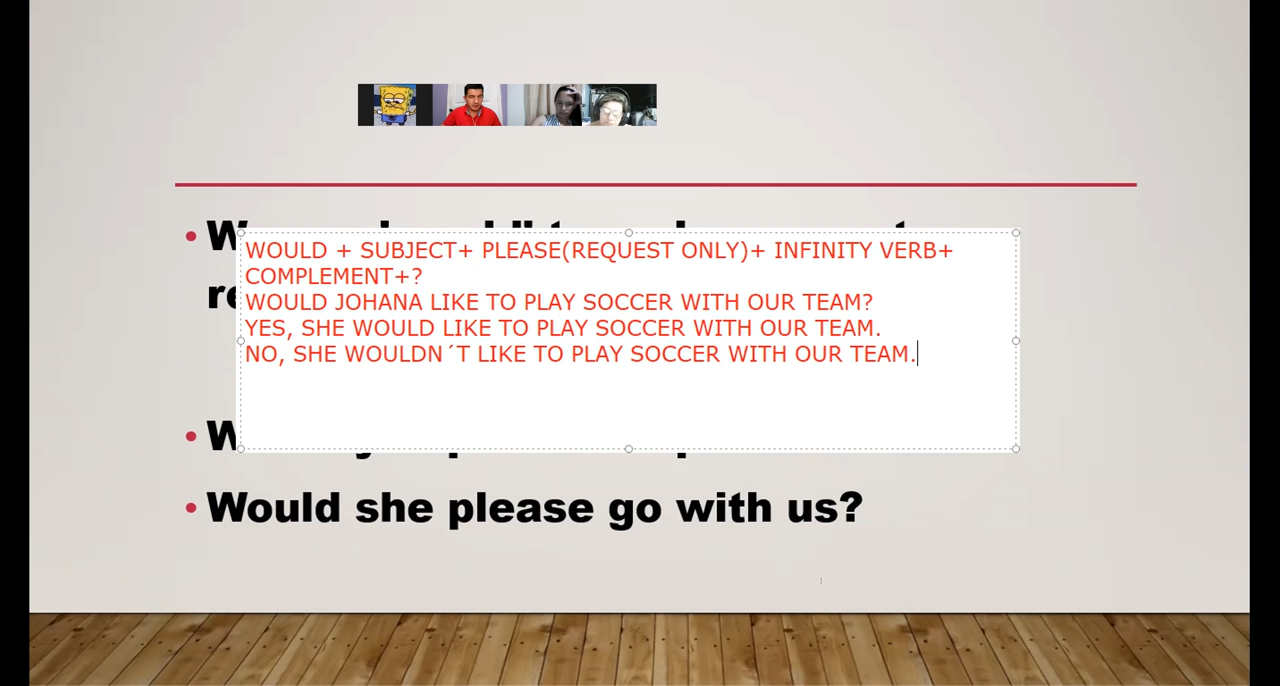 WOULD + SUBJECT+ PLEASE(REQUEST ONLY)+ INFINITY VERB+
COMPLEMENT+?
WOULD JOHANA LIKE TO PLAY SOCCER WITH OUR TEAM?
YES, SHE WOULD LIKE TO PLAY SOCCER WITH OUR TEAM.
NO, SHE WOULDN´T LIKE TO PLAY SOCCER WITH OUR TEAM.
• Would she please go with us?